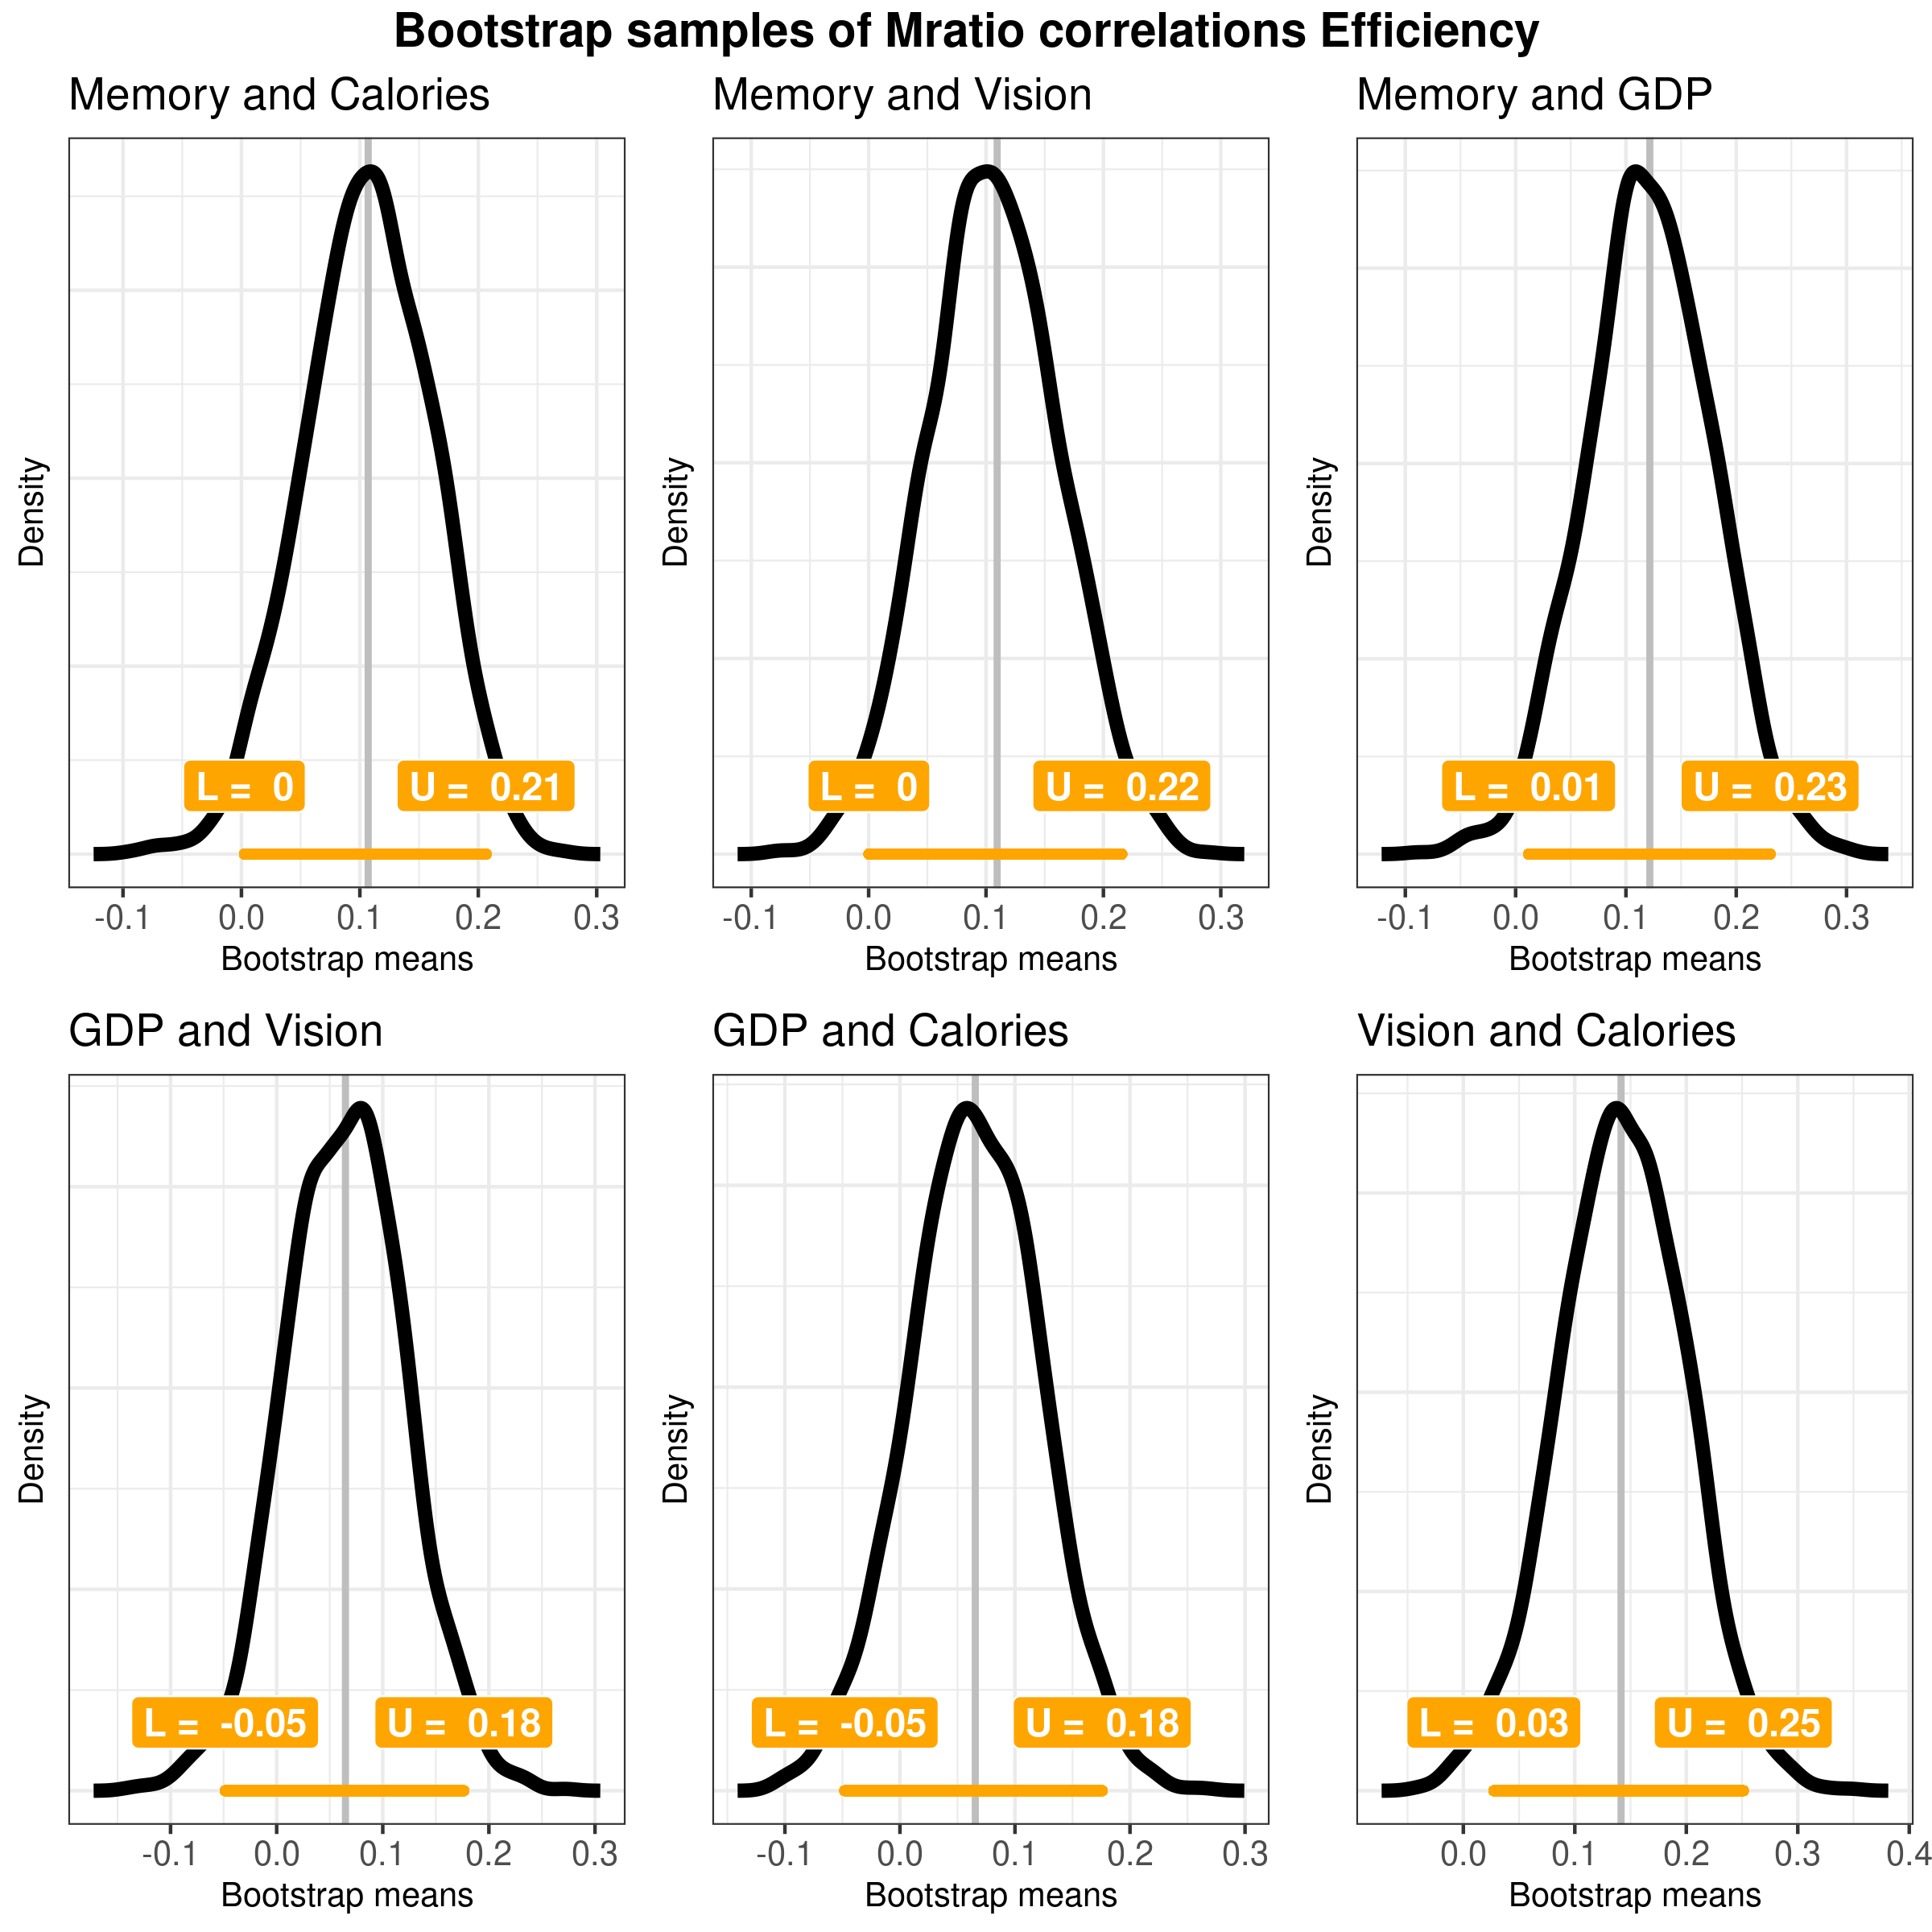 Bootstrap samples of Mratio correlations Efficiency
Memory and Calories
Density
L = 0
U = 0.21
-0.1 0.0 0.1 0.2 0.3
Bootstrap means
Memory and Vision
Density
L = 0
U = 0.22
-0.1 0.0 0.1 0.2 0.3
Bootstrap means
Memory and GDP
Density
L = 0.01
U = 0.23
-0.1 0.0 0.1 0.2 0.3
Bootstrap means
GDP and Vision
Density
L = -0.05
U = 0.18
-0.1 0.0 0.1 0.2 0.3
Bootstrap means
GDP and Calories
Density
L = -0.05
U = 0.18
-0.1 0.0 0.1 0.2 0.3
Bootstrap means
Vision and Calories
Density
L = 0.03
U = 0.25
0.0 0.1 0.2 0.3 0.4
Bootstrap means